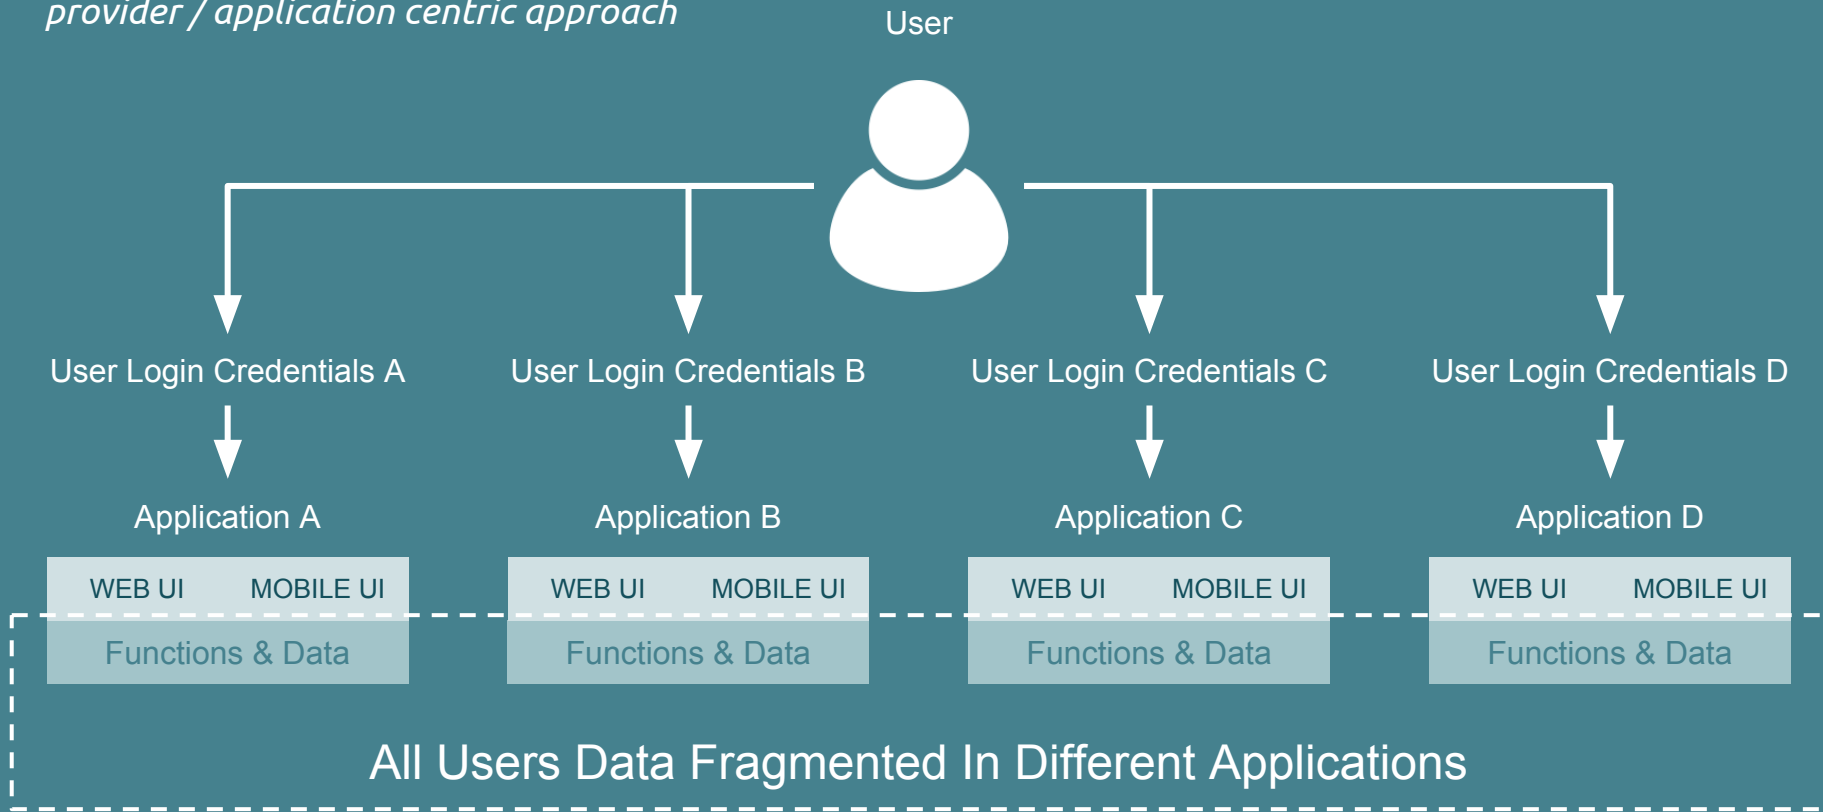 provider / application centric approach
User
User Login Credentials A
User Login Credentials B
User Login Credentials C
User Login Credentials D
Application A
Application B
Application C
Application D
WEB UI MOBILE UI
WEB UI MOBILE UI
WEB UI MOBILE UI
WEB UI MOBILE UI
Functions & Data
Functions & Data
Functions & Data
Functions & Data
All Users Data Fragmented In Different Applications